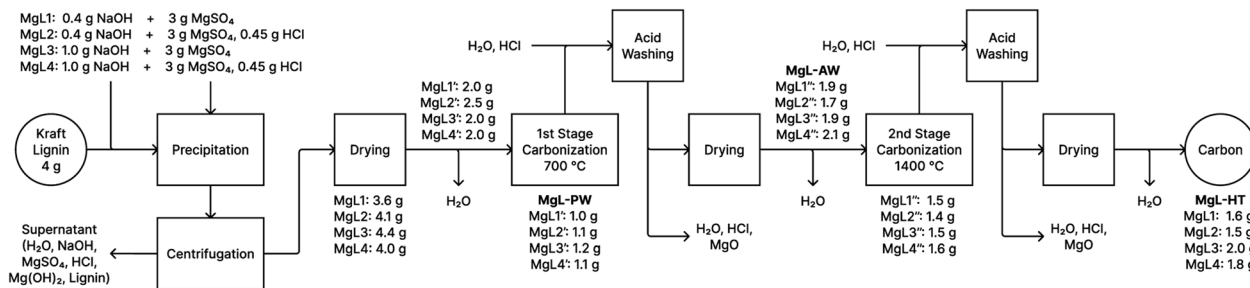 MgL1: 0.4 g NaOH + 3 g MgSO₄
MgL2: 0.4 g NaOH + 3 g MgSO₄, 0.45 g HCl
MgL3: 1.0 g NaOH + 3 g MgSO₄
MgL4: 1.0 g NaOH + 3 g MgSO₄, 0.45 g HCl
Kraft
Lignin
4 g
Precipitation
Centrifugation
Supernatant
(H₂O, NaOH,
MgSO₄, HCl,
Mg(OH)₂, Lignin)
Drying
MgL1: 3.6 g
MgL2: 4.1 g
MgL3: 4.4 g
MgL4: 4.0 g
MgL1': 2.0 g
MgL2': 2.5 g
MgL3': 2.0 g
MgL4': 2.0 g
H₂O
1st Stage
Carbonization
700 °C
MgL-PW
MgL1': 1.0 g
MgL2': 1.1 g
MgL3': 1.2 g
MgL4': 1.1 g
H₂O, HCl
Acid
Washing
Drying
H₂O, HCl,
MgO
MgL-AW
MgL1'': 1.9 g
MgL2'': 1.7 g
MgL3'': 1.9 g
MgL4'': 2.1 g
H₂O
2nd Stage
Carbonization
1400 °C
MgL1'': 1.5 g
MgL2'': 1.4 g
MgL3'': 1.5 g
MgL4'': 1.6 g
H₂O, HCl
Acid
Washing
Drying
H₂O, HCl,
MgO
H₂O
Carbon
MgL-HT
MgL1: 1.6 g
MgL2: 1.5 g
MgL3: 2.0 g
MgL4: 1.8 g